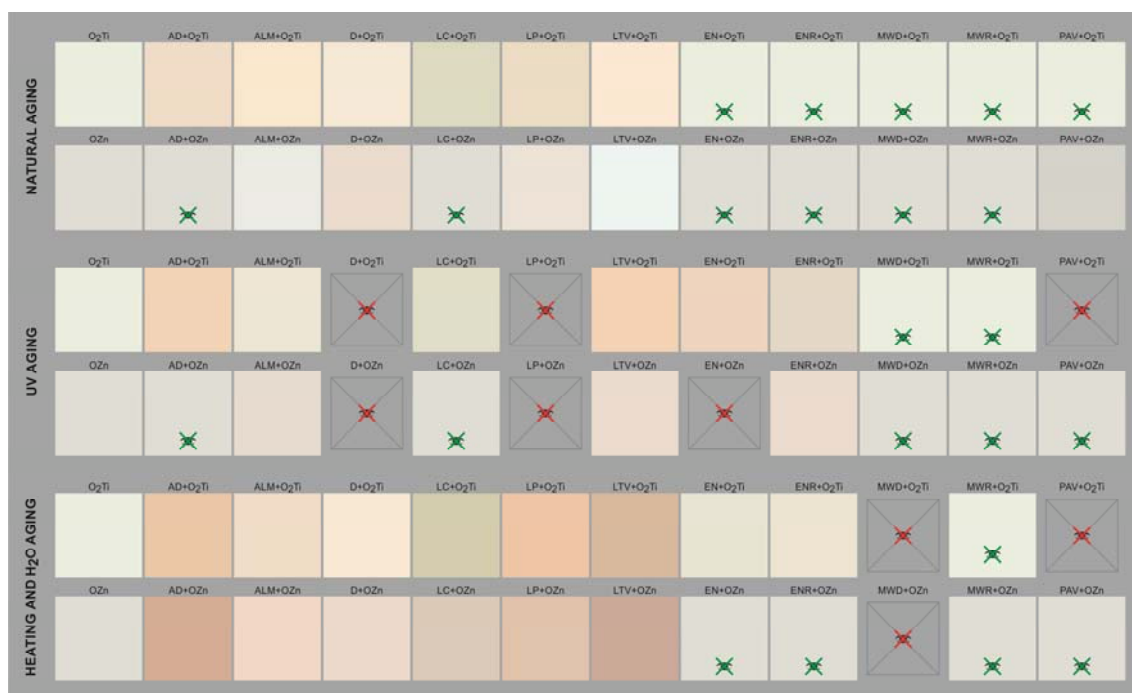 NATURAL AGING
O2Ti AD+O2Ti ALM+O2Ti D+O2Ti LC+O2Ti LP+O2Ti LTV+O2Ti EN+O2Ti ENR+O2Ti MWD+O2Ti MWR+O2Ti PAV+O2Ti
OZn AD+OZn ALM+OZn D+OZn LC+OZn LP+OZn LTV+OZn EN+OZn ENR+OZn MWD+OZn MWR+OZn PAV+OZn
UV AGING
O2Ti AD+O2Ti ALM+O2Ti D+O2Ti LC+O2Ti LP+O2Ti LTV+O2Ti EN+O2Ti ENR+O2Ti MWD+O2Ti MWR+O2Ti PAV+O2Ti
OZn AD+OZn ALM+OZn D+OZn LC+OZn LP+OZn LTV+OZn EN+OZn ENR+OZn MWD+OZn MWR+OZn PAV+OZn
HEATING AND H2O AGING
O2Ti AD+O2Ti ALM+O2Ti D+O2Ti LC+O2Ti LP+O2Ti LTV+O2Ti EN+O2Ti ENR+O2Ti MWD+O2Ti MWR+O2Ti PAV+O2Ti
OZn AD+OZn ALM+OZn D+OZn LC+OZn LP+OZn LTV+OZn EN+OZn ENR+OZn MWD+OZn MWR+OZn PAV+OZn